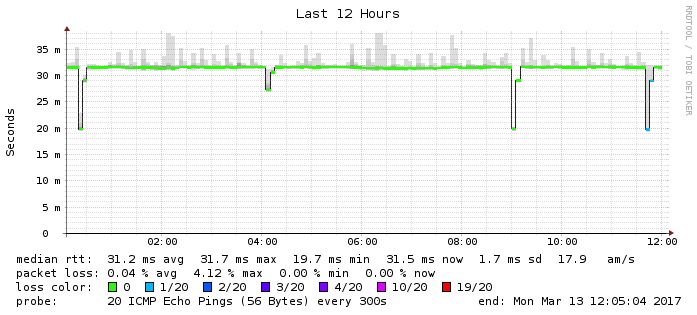 Last 12 Hours
RRDTOOL / TOBI OETIKER
Seconds
35 m
30 m
25 m
20 m
15 m
10 m
5 m
0
02:00 04:00 06:00 08:00 10:00 12:00
median rtt: 31.2 ms avg 31.7 ms max 19.7 ms min 31.5 ms now 1.7 ms sd 17.9 am/s
packet loss: 0.04 % avg 4.12 % max 0.00 % min 0.00 % now
loss color: 0 1/20 2/20 3/20 4/20 10/20 19/20
probe: 20 ICMP Echo Pings (56 Bytes) every 300s end: Mon Mar 13 12:05:04 2017